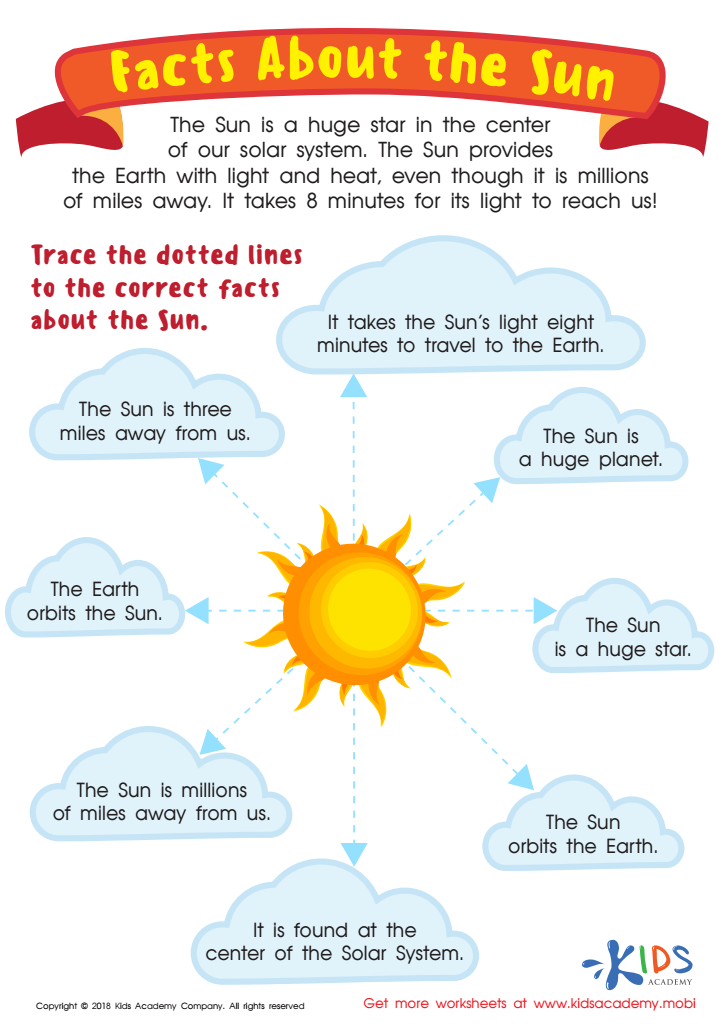 Facts About the Sun
The Sun is a huge star in the center
of our solar system. The Sun provides
the Earth with light and heat, even though it is millions
of miles away. It takes 8 minutes for its light to reach us!
Trace the dotted lines
to the correct facts
about the Sun.
It takes the Sun's light eight
minutes to travel to the Earth.
The Sun is three
miles away from us.
The Sun is
a huge planet.
The Earth
orbits the Sun.
The Sun
is a huge star.
The Sun is millions
of miles away from us.
The Sun
orbits the Earth.
It is found at the
center of the Solar System.
KIDS
ACADEMY
Copyright © 2018 Kids Academy Company. All rights reserved
Get more worksheets at www.kidsacademy.mobi